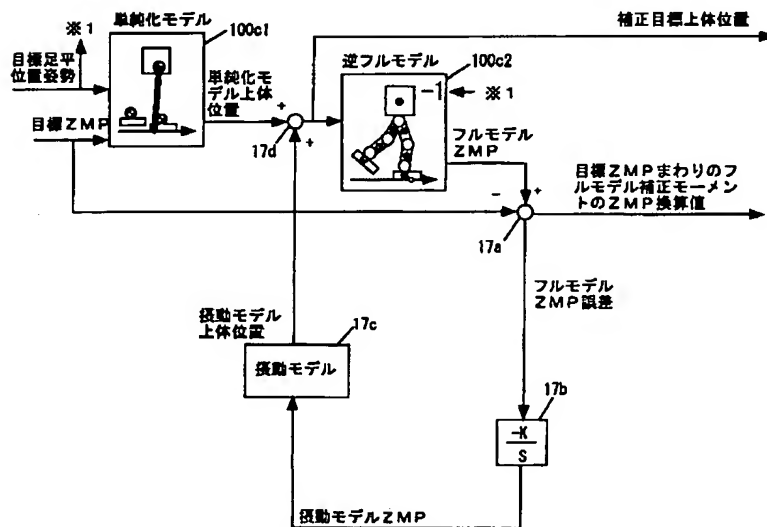 単純化モデル
100c1
※1
目標足平
位置姿勢
目標ZMP
単純化モ
デル上体
位置
+
+
17d
補正目標上体位置
逆フルモデル
100c2
-1
※1
フルモデル
ZMP
-
+
17a
目標ZMPまわりのフ
ルモデル補正モーメン
トのZMP換算値
フルモデル
ZMP誤差
摂動モデル
上体位置
17c
摂動モデル
17b
-K
S
摂動モデルZMP